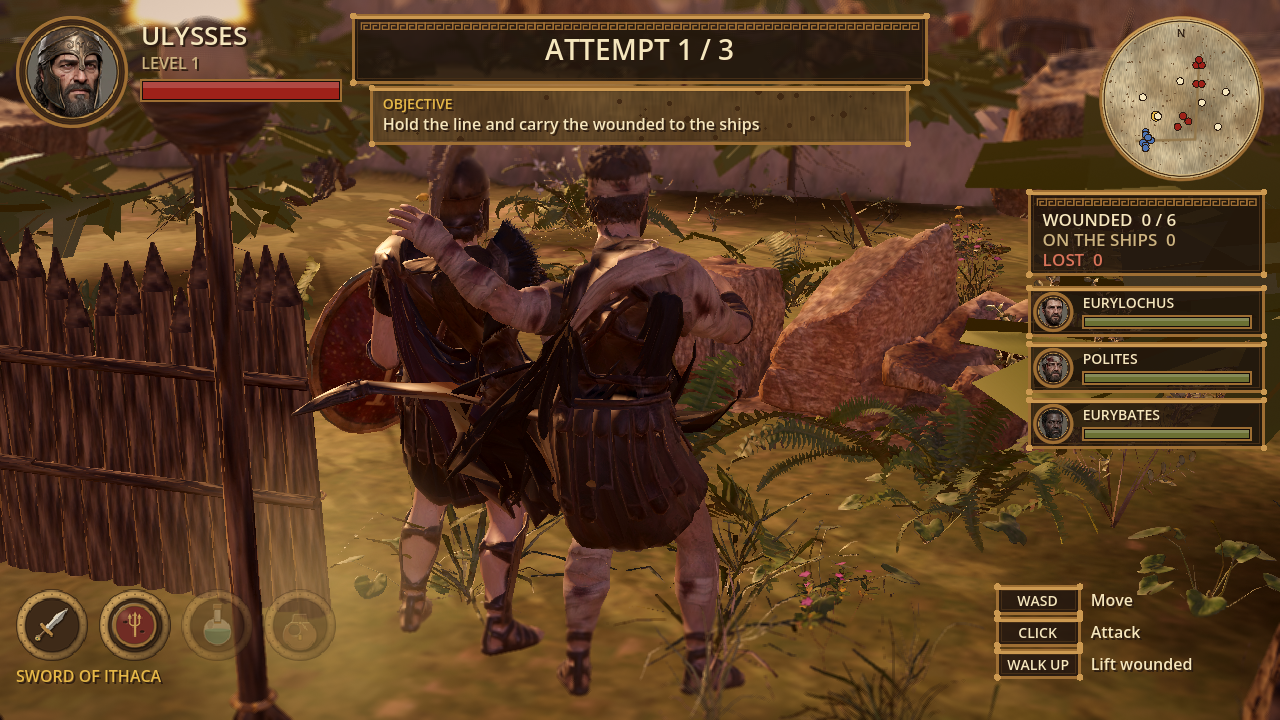 ULYSSES
LEVEL 1
ATTEMPT 1 / 3
OBJECTIVE
Hold the line and carry the wounded to the ships
N
WOUNDED 0 / 6
ON THE SHIPS 0
LOST 0
EURYLOCHUS
POLITES
EURYBATES
SWORD OF ITHACA
WASD Move
CLICK Attack
WALK UP Lift wounded